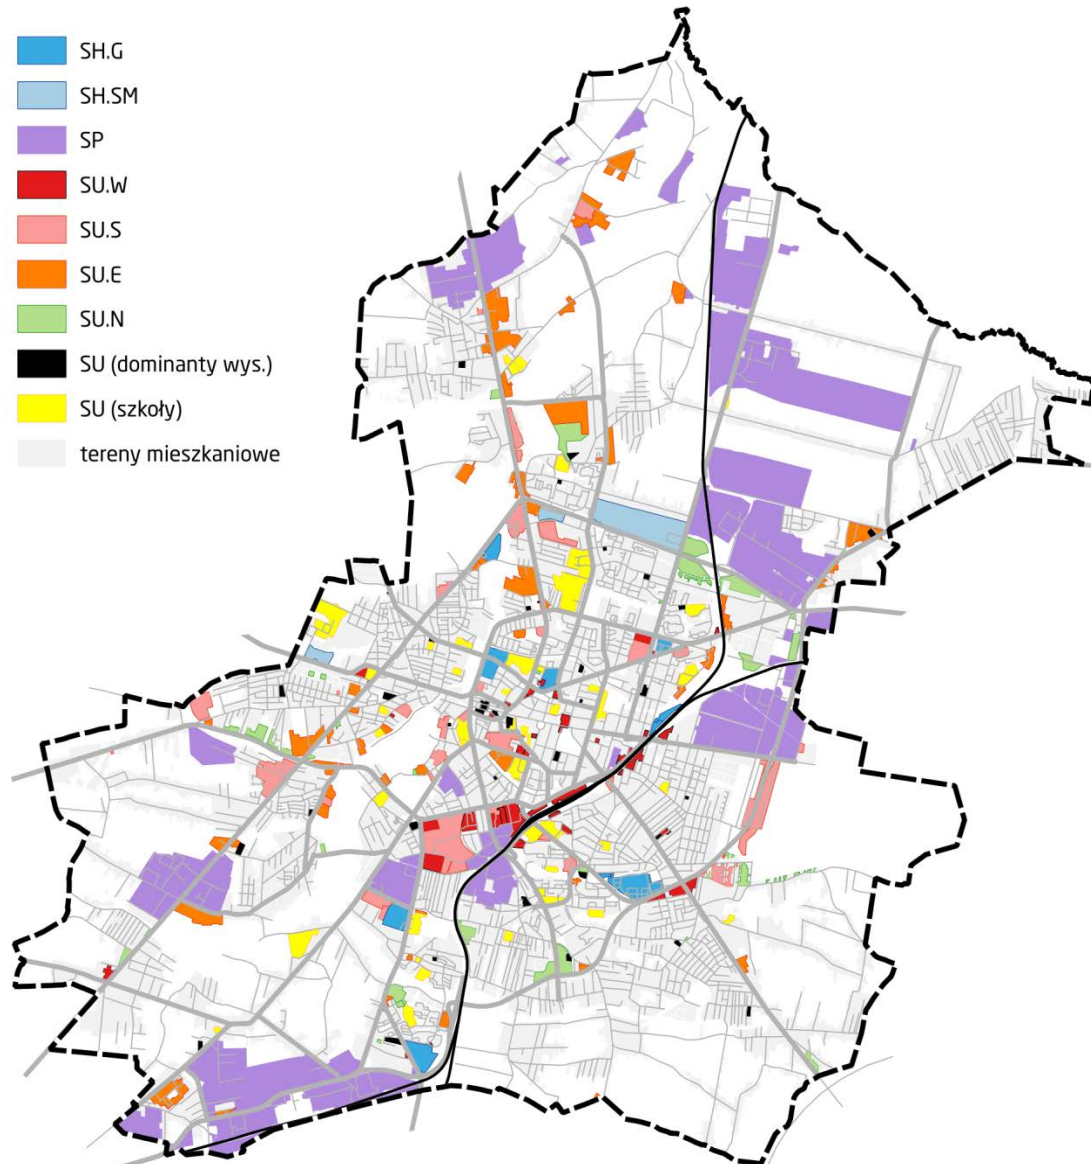 SH.G
SH.SM
SP
SU.W
SU.S
SU.E
SU.N
SU (dominanty wys.)
SU (szkoły)
tereny mieszkaniowe